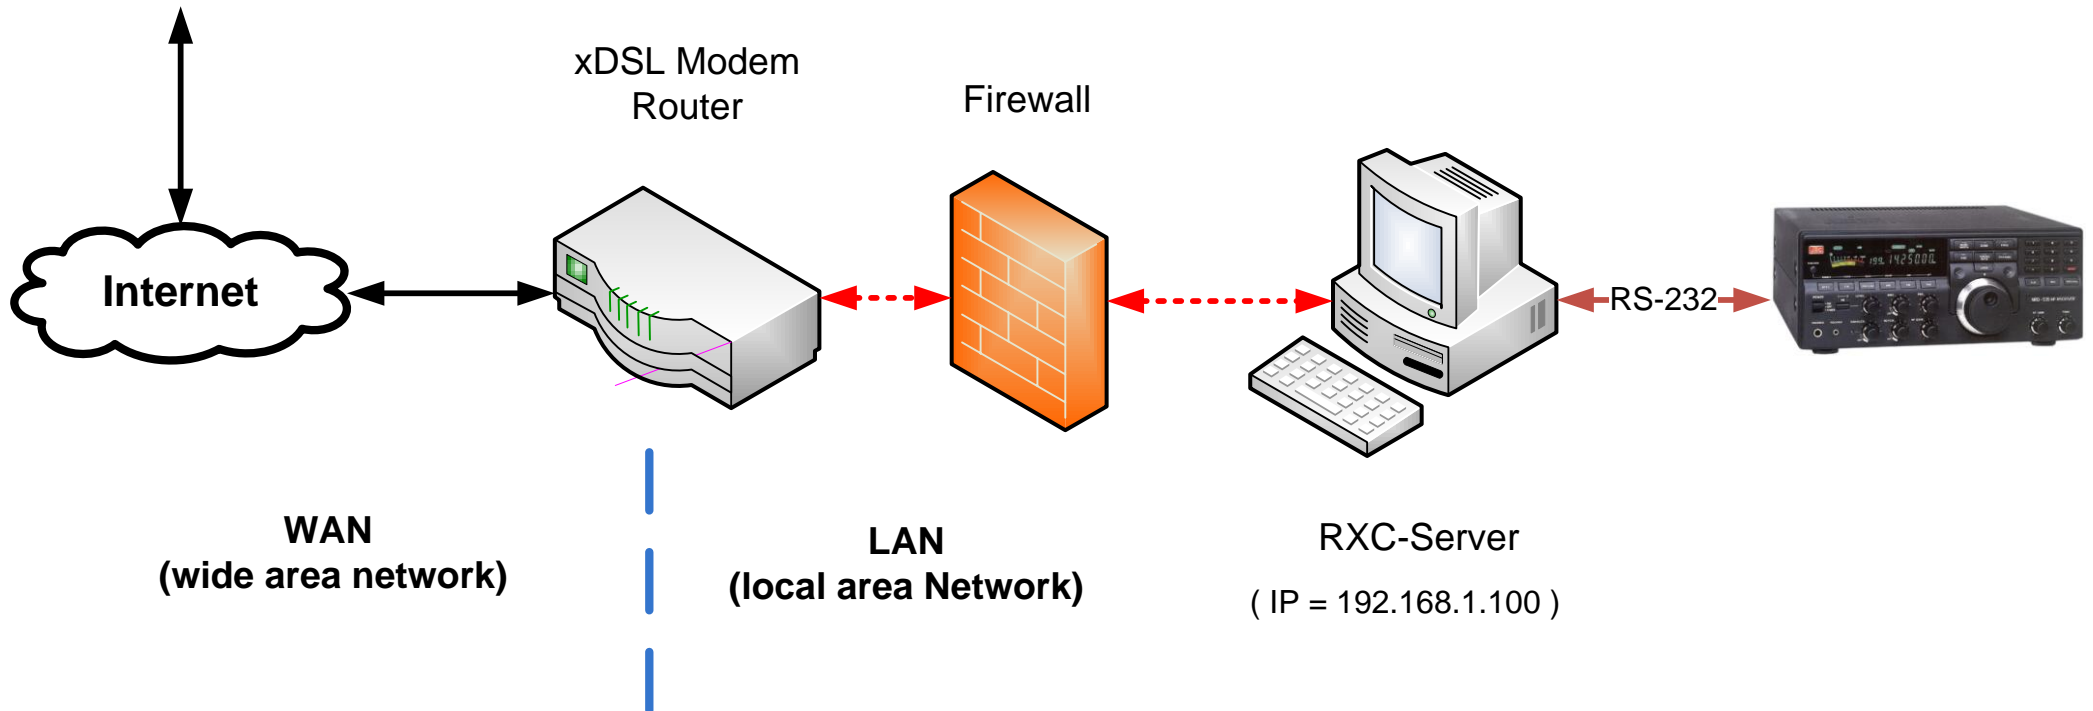 xDSL Modem
Router
Firewall
Internet
RS-232
WAN
(wide area network)
LAN
(local area Network)
RXC-Server
( IP = 192.168.1.100 )